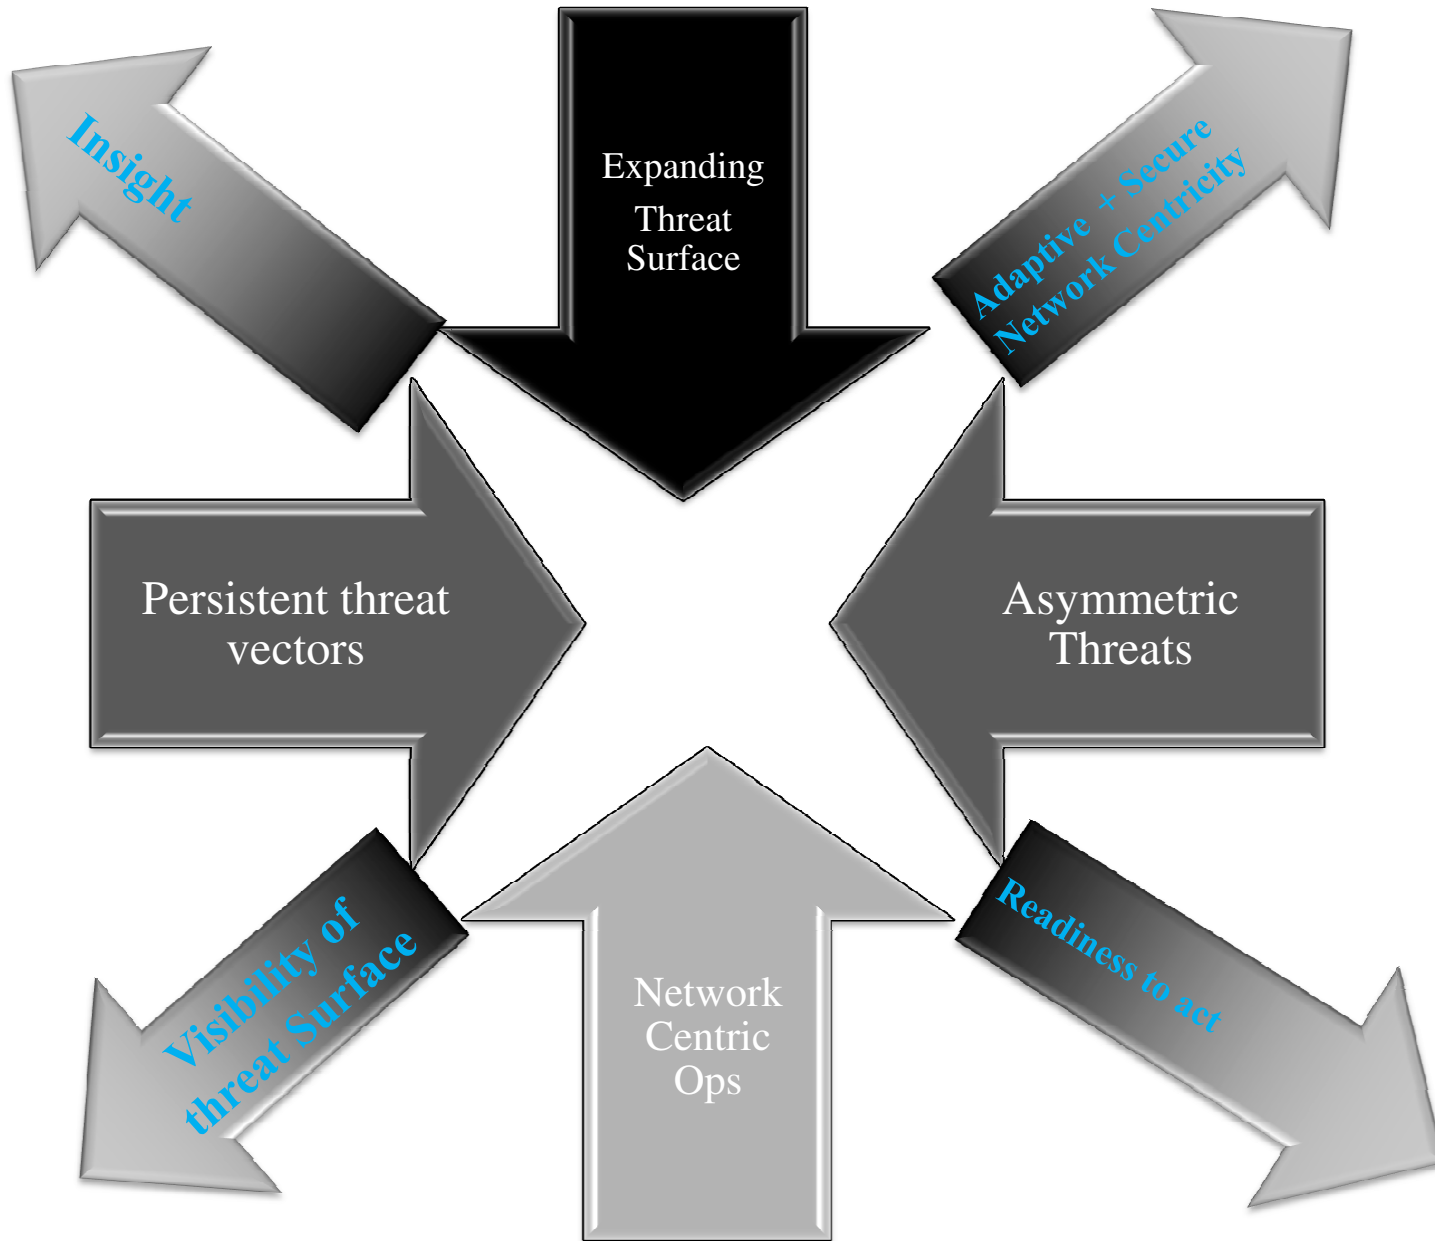 Insight
Expanding
Threat
Surface
Adaptive + Secure
Network Centricity
Persistent threat
vectors
Asymmetric
Threats
Visibility of
threat Surface
Network
Centric
Ops
Readiness to act